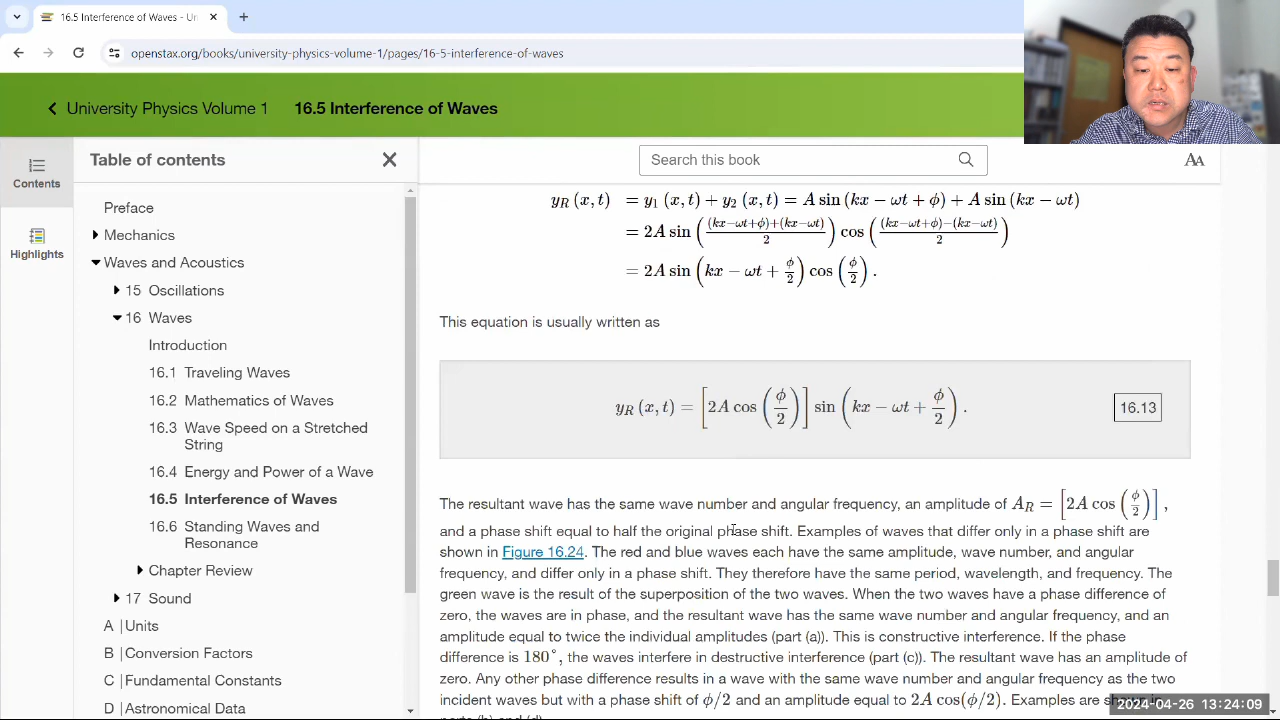 16.5 Interference of Waves - Un
openstax.org/books/university-physics-volume-1/pages/16-5-interference-of-waves
University Physics Volume 1 16.5 Interference of Waves
Contents
Highlights
Table of contents
Preface
Mechanics
Waves and Acoustics
15 Oscillations
16 Waves
Introduction
16.1 Traveling Waves
16.2 Mathematics of Waves
16.3 Wave Speed on a Stretched
String
16.4 Energy and Power of a Wave
16.5 Interference of Waves
16.6 Standing Waves and
Resonance
Chapter Review
17 Sound
A | Units
B | Conversion Factors
C | Fundamental Constants
D | Astronomical Data
Search this book
AA
y_R (x, t) = y_1 (x, t) + y_2 (x, t) = A sin (kx − ωt + ϕ) + A sin (kx − ωt)
= 2A sin ( ((kx−ωt+ϕ)+(kx−ωt))/2 ) cos ( ((kx−ωt+ϕ)−(kx−ωt))/2 )
= 2A sin (kx − ωt + ϕ/2) cos (ϕ/2) .
This equation is usually written as
y_R (x, t) = [2A cos (ϕ/2)] sin (kx − ωt + ϕ/2) . 16.13
The resultant wave has the same wave number and angular frequency, an amplitude of A_R = [2A cos (ϕ/2)] ,
and a phase shift equal to half the original phase shift. Examples of waves that differ only in a phase shift are
shown in Figure 16.24. The red and blue waves each have the same amplitude, wave number, and angular
frequency, and differ only in a phase shift. They therefore have the same period, wavelength, and frequency. The
green wave is the result of the superposition of the two waves. When the two waves have a phase difference of
zero, the waves are in phase, and the resultant wave has the same wave number and angular frequency, and an
amplitude equal to twice the individual amplitudes (part (a)). This is constructive interference. If the phase
difference is 180°, the waves interfere in destructive interference (part (c)). The resultant wave has an amplitude of
zero. Any other phase difference results in a wave with the same wave number and angular frequency as the two
incident waves but with a phase shift of ϕ/2 and an amplitude equal to 2A cos(ϕ/2). Examples are shown in
parts (b) and (d).
2024-04-26 13:24:09